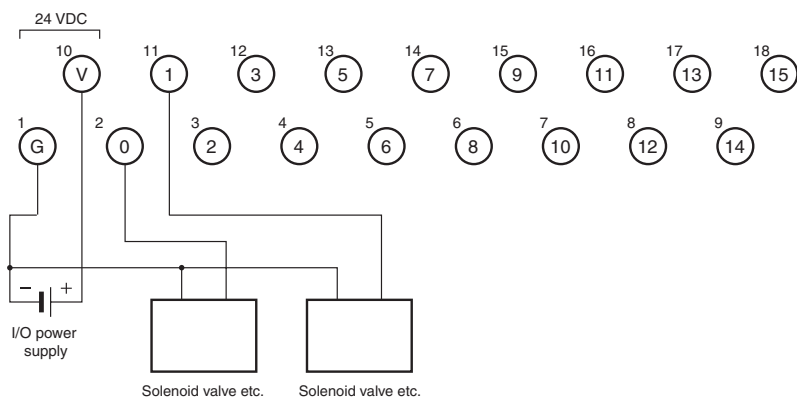 24 VDC
10 11 12 13 14 15 16 17 18
V 1 3 5 7 9 11 13 15
1 2 3 4 5 6 7 8 9
G 0 2 4 6 8 10 12 14
− +
I/O power
supply
Solenoid valve etc. Solenoid valve etc.